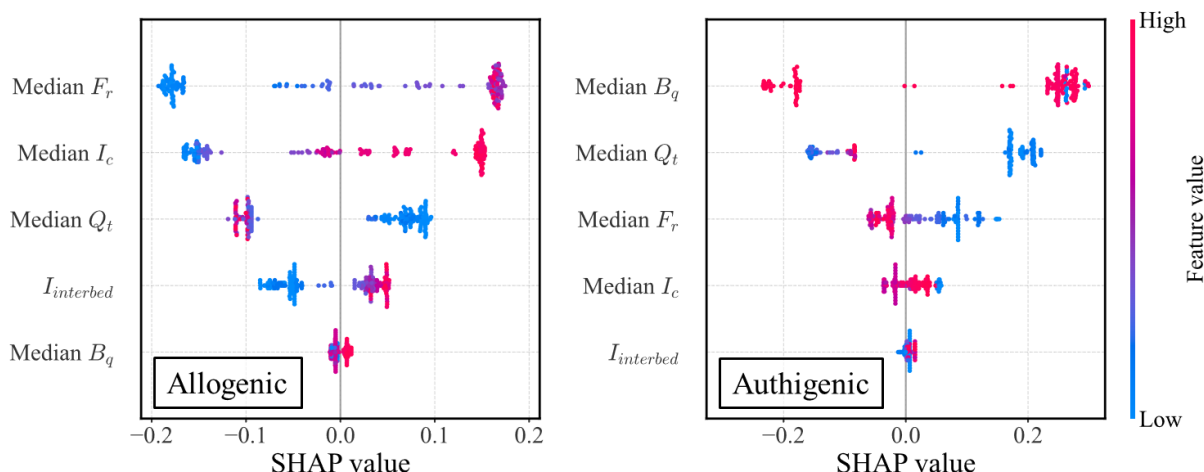 Median F_r
Median I_c
Median Q_t
I_interbed
Median B_q
Allogenic
−0.2 −0.1 0.0 0.1 0.2
SHAP value
Median B_q
Median Q_t
Median F_r
Median I_c
I_interbed
Authigenic
0.0 0.2
SHAP value
High
Feature value
Low